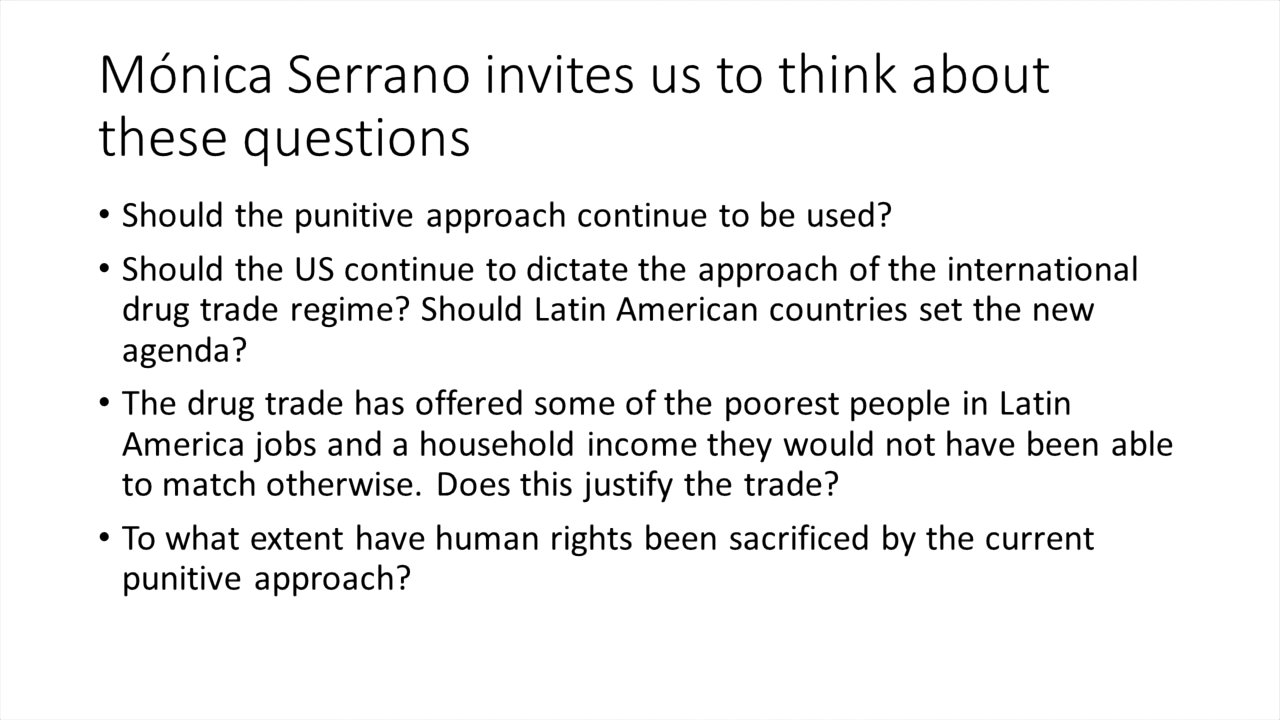 Mónica Serrano invites us to think about
these questions
• Should the punitive approach continue to be used?
• Should the US continue to dictate the approach of the international
drug trade regime? Should Latin American countries set the new
agenda?
• The drug trade has offered some of the poorest people in Latin
America jobs and a household income they would not have been able
to match otherwise. Does this justify the trade?
• To what extent have human rights been sacrificed by the current
punitive approach?